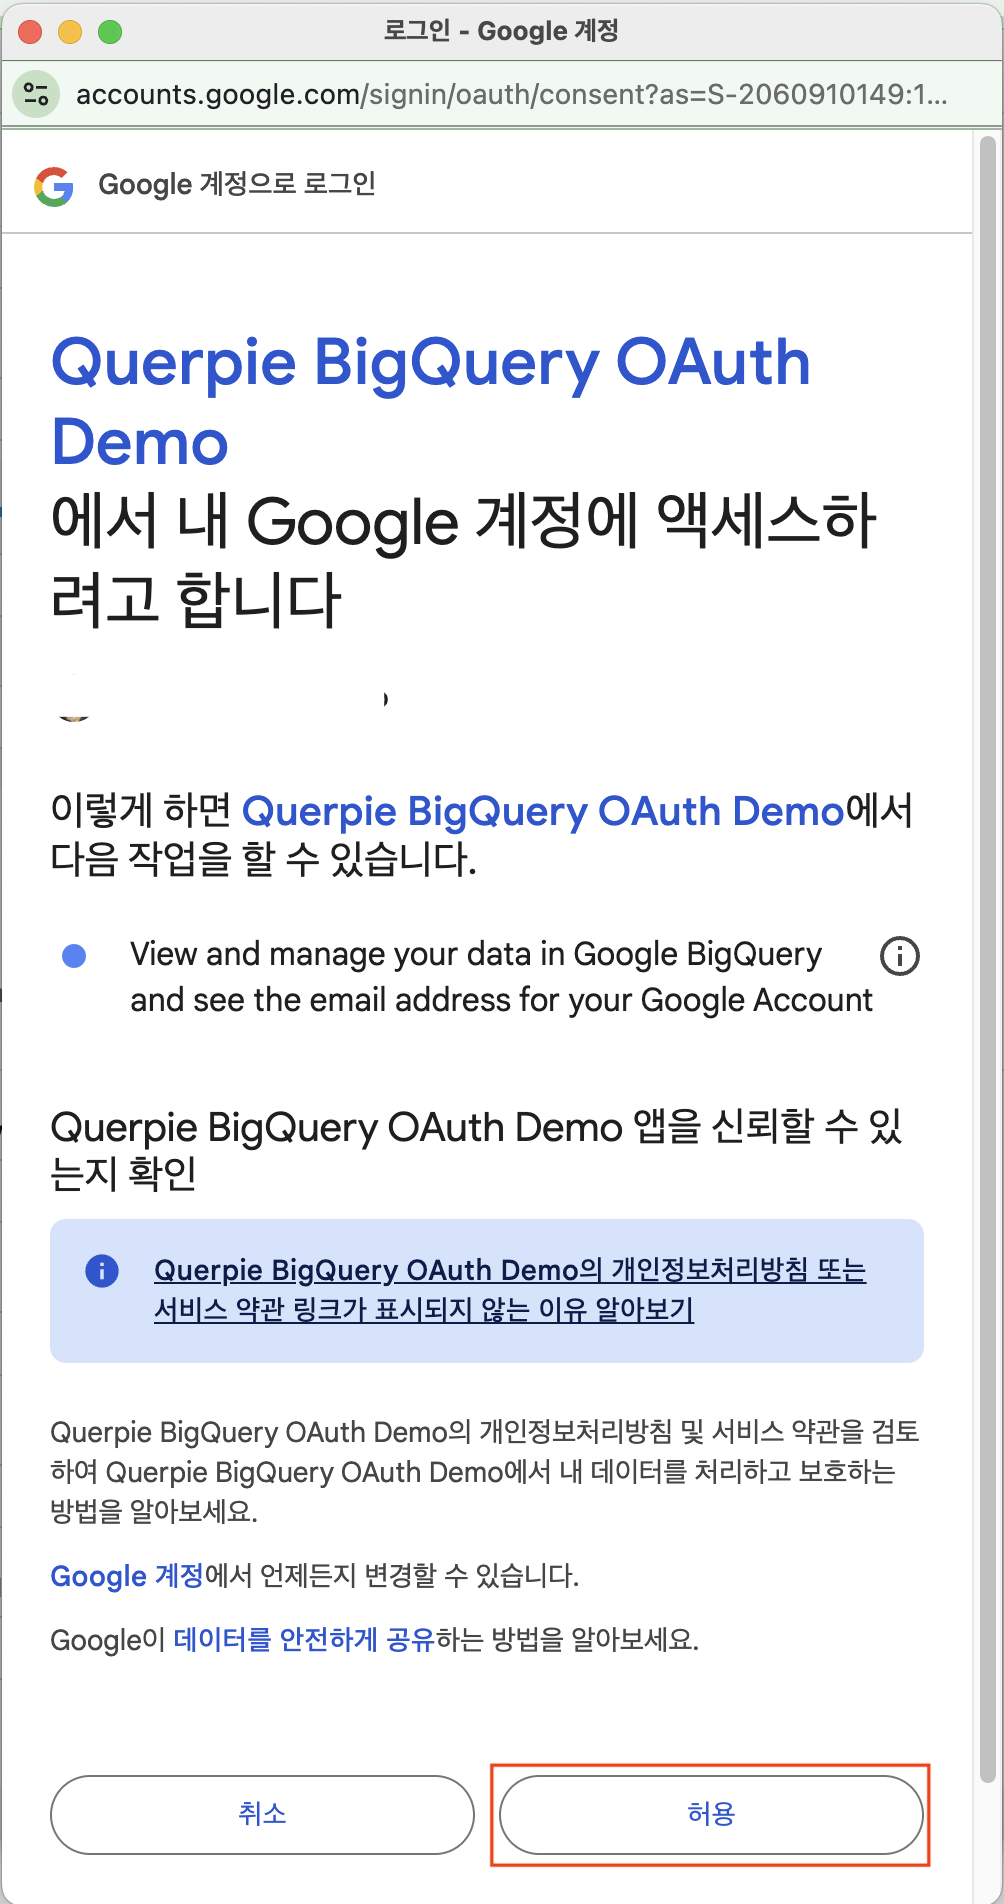 로그인 - Google 계정
accounts.google.com/signin/oauth/consent?as=S-2060910149:1...
Google 계정으로 로그인
Querpie BigQuery OAuth
Demo
에서 내 Google 계정에 액세스하
려고 합니다
이렇게 하면 Querpie BigQuery OAuth Demo에서
다음 작업을 할 수 있습니다.
View and manage your data in Google BigQuery
and see the email address for your Google Account
Querpie BigQuery OAuth Demo 앱을 신뢰할 수 있
는지 확인
Querpie BigQuery OAuth Demo의 개인정보처리방침 또는
서비스 약관 링크가 표시되지 않는 이유 알아보기
Querpie BigQuery OAuth Demo의 개인정보처리방침 및 서비스 약관을 검토
하여 Querpie BigQuery OAuth Demo에서 내 데이터를 처리하고 보호하는
방법을 알아보세요.
Google 계정에서 언제든지 변경할 수 있습니다.
Google이 데이터를 안전하게 공유하는 방법을 알아보세요.
취소
허용